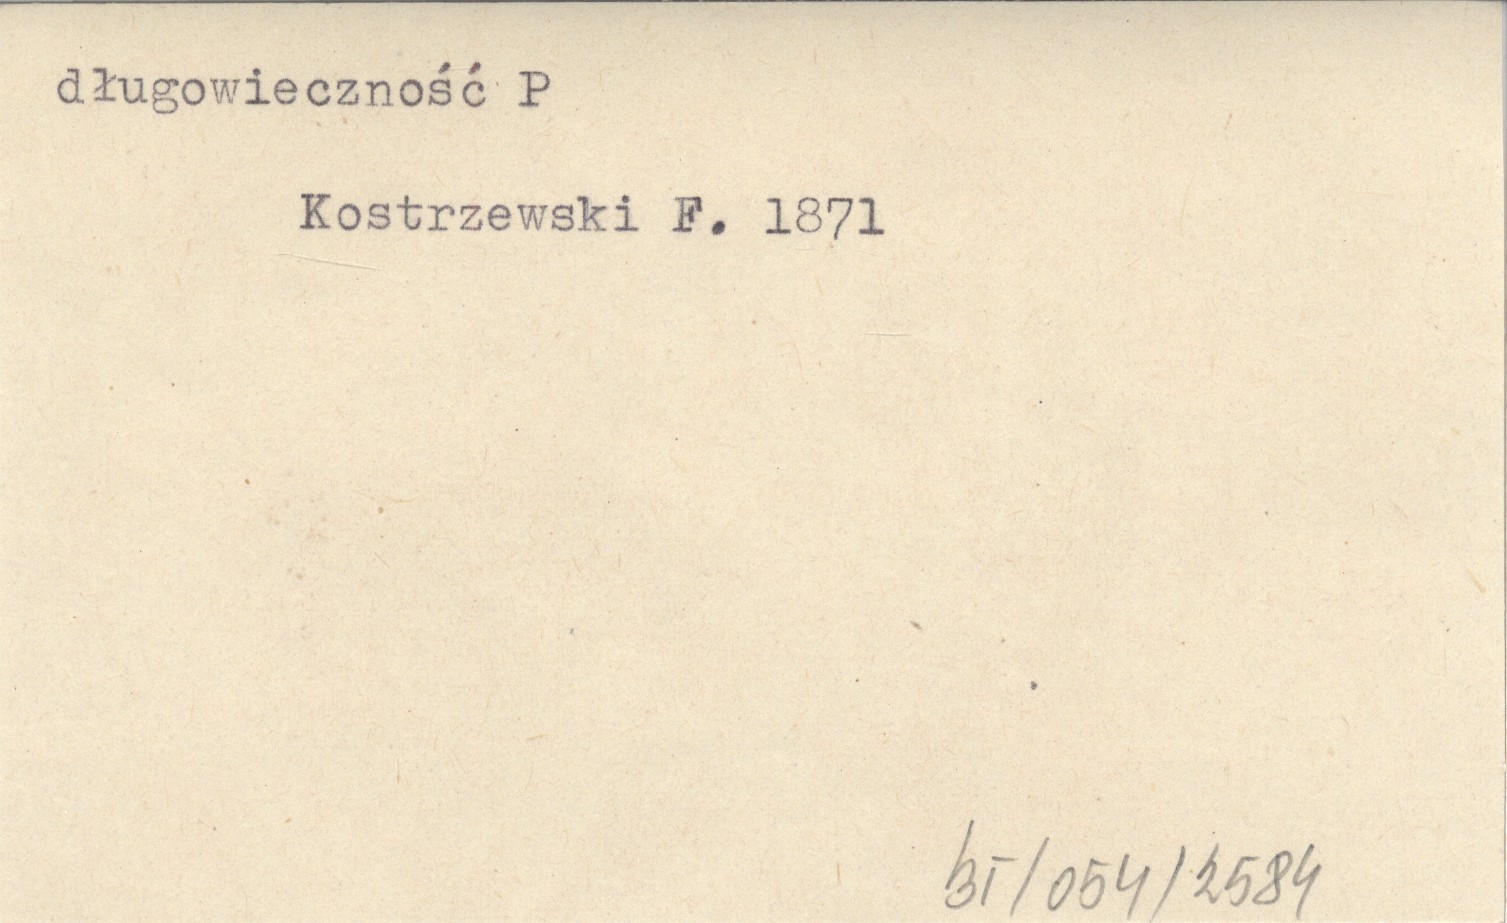 długowieczność P
Kostrzewski F. 1871
BI/054/2584